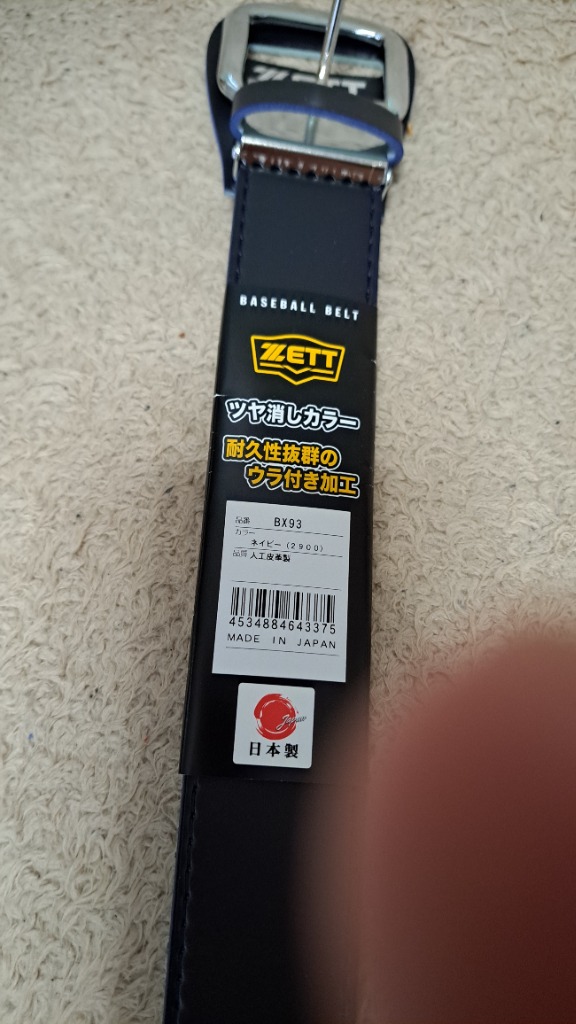 ZETT
BASEBALL BELT
ZETT
ツヤ消しカラー
耐久性抜群の
ウラ付き加工
品番 BX93
カラー
ネイビー(2900)
品質 人工皮革製
4534884643375
MADE IN JAPAN
Japan
日本製